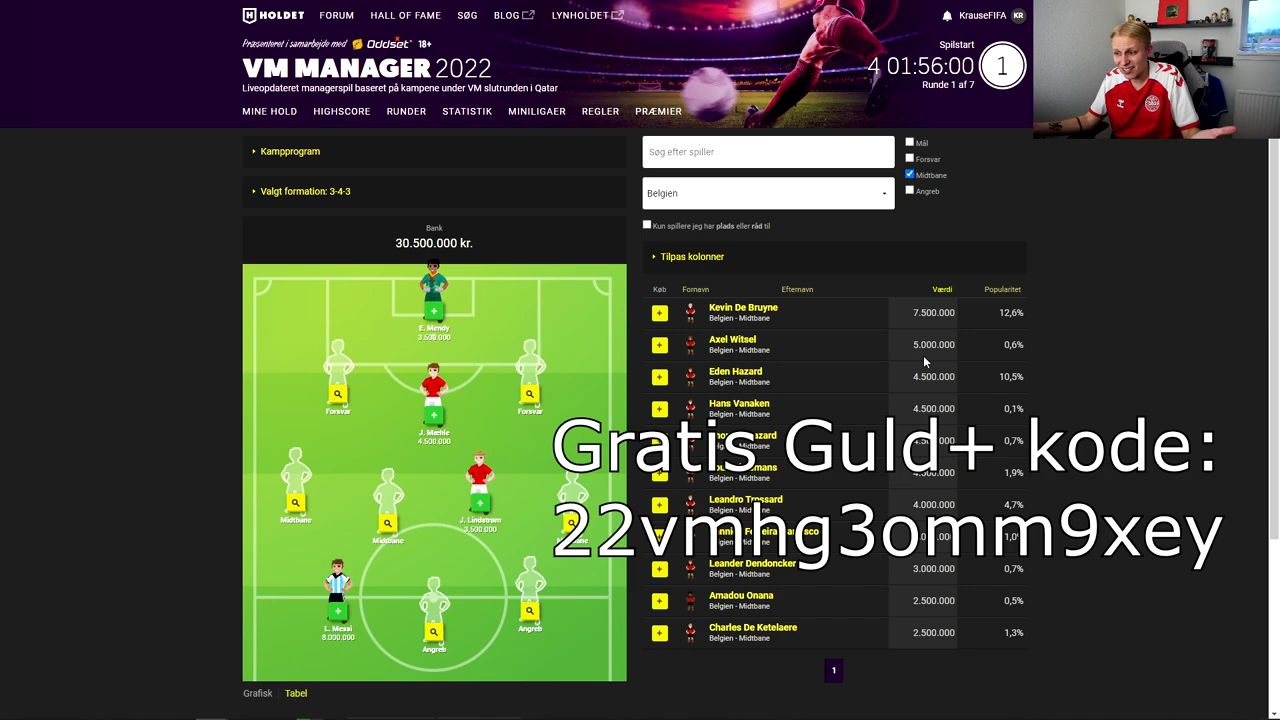 HOLDET FORUM HALL OF FAME SØG BLOG LYNHOLDET KrauseFIFA KR
Præsenteret i samarbejde med Oddset 18+
Spilstart
VM MANAGER 2022
4 01:56:00 1
Liveopdateret managerspil baseret på kampene under VM slutrunden i Qatar
Runde 1 af 7
MINE HOLD HIGHSCORE RUNDER STATISTIK MINILIGAER REGLER PRÆMIER
Kampprogram
Valgt formation: 3-4-3
Bank
30.500.000 kr.
E. Mendy
3.500.000
Forsvar
J. Mæhle
4.500.000
Forsvar
Midtbane
Midtbane
J. Lindstrøm
3.500.000
L. Messi
8.000.000
Angreb
Angreb
Grafisk Tabel
Søg efter spiller
Mål
Forsvar
Midtbane
Angreb
Belgien
Kun spillere jeg har plads eller råd til
Tilpas kolonner
Køb Fornavn Efternavn Værdi Popularitet
Kevin De Bruyne
Belgien - Midtbane
7.500.000 12,6%
Axel Witsel
Belgien - Midtbane
5.000.000 0,6%
Eden Hazard
Belgien - Midtbane
4.500.000 10,5%
Hans Vanaken
Belgien - Midtbane
4.500.000 0,1%
0,7%
1,9%
Leandro Trossard
4.000.000 4,7%
Leander Dendoncker
Belgien - Midtbane
3.000.000 0,7%
Amadou Onana
Belgien - Midtbane
2.500.000 0,5%
Charles De Ketelaere
Belgien - Midtbane
2.500.000 1,3%
1
Gratis Guld+ kode:
22vmhg3omm9xey